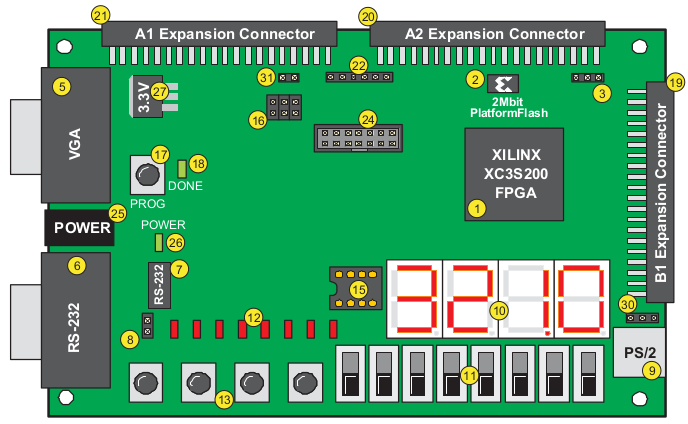 21
A1 Expansion Connector
20
A2 Expansion Connector
5
VGA
27
3.3V
31
22
2
2Mbit
PlatformFlash
3
19
B1 Expansion Connector
16
24
17
PROG
18
DONE
XILINX
XC3S200
FPGA
1
25
POWER
POWER
26
6
RS-232
7
RS-232
15
3210
10
30
8
12
PS/2
9
13
11